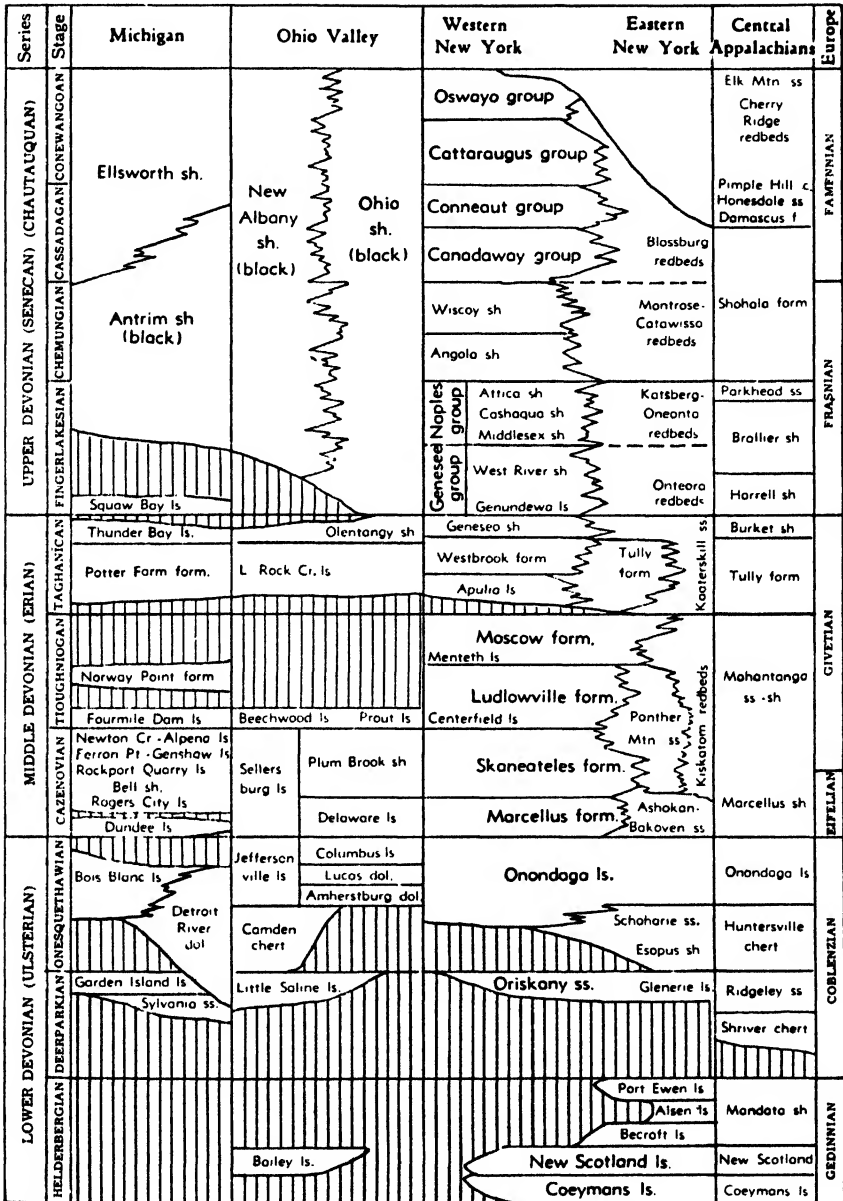 Series
Stage
Michigan
Ohio Valley
Western
New York
Eastern
New York
Central
Appalachians
Europe
UPPER DEVONIAN (SENECAN) (CHAUTAUQUAN)
MIDDLE DEVONIAN (ERIAN)
LOWER DEVONIAN (ULSTERIAN)
CONEWANGOAN
CASSADAGAN
CHEMUNGIAN
FINGERLAKESIAN
TAGHANICAN
TIOUGHNIOGAN
CAZENOVIAN
ONESQUETHAWIAN
DEERPARKIAN
HELDERBERGIAN
Ellsworth sh.
Antrim sh
(black)
Squaw Bay ls
Thunder Bay ls.
Potter Farm form.
Norway Point form
Fourmile Dam ls
Newton Cr - Alpena ls
Ferron Pt - Genshaw ls
Rockport Quarry ls
Bell sh.
Rogers City ls
Dundee ls
Bois Blanc ls
Detroit
River
dol
Garden Island ls
Sylvania ss.
New
Albany
sh.
(black)
Ohio
sh.
(black)
Olentangy sh
L Rock Cr. ls
Beechwood ls
Prout ls
Sellers
burg ls
Plum Brook sh
Delaware ls
Jefferson
ville ls
Columbus ls
Lucas dol.
Amherstburg dol
Camden
chert
Little Saline ls.
Bailey ls.
Oswayo group
Cattaraugus group
Conneaut group
Canadaway group
Wiscoy sh
Angola sh
Naples
group
Attica sh
Cashaqua sh
Middlesex sh
Genesee
group
West River sh
Genundewa ls
Geneseo sh
Westbrook form
Apulia ls
Moscow form.
Menteth ls
Ludlowville form.
Centerfield ls
Skaneateles form.
Marcellus form.
Onondaga ls.
Oriskany ss.
Blossburg
redbeds
Montrose-
Catawissa
redbeds
Katsberg-
Oneonta
redbeds
Onteora
redbeds
Tully
form
Kaaterskill ss
Panther
Mtn ss
Kiskatom redbeds
Ashokan-
Bakoven ss
Schoharie ss.
Esopus sh
Glenerie ls
Port Ewen ls
Alsen ls
Becraft ls
New Scotland ls.
Coeymans ls.
Elk Mtn ss
Cherry
Ridge
redbeds
Pimple Hill c.
Honesdale ss
Damascus f
Shohola form
Parkhead ss
Brallier sh
Harrell sh
Burket sh
Tully form
Mahantanga
ss - sh
Marcellus sh
Onondaga ls
Huntersville
chert
Ridgeley ss
Shriver chert
Mandata sh
New Scotland
Coeymans ls
FAMENNIAN
FRASNIAN
GIVETIAN
EIFELIAN
COBLENZIAN
GEDINNIAN